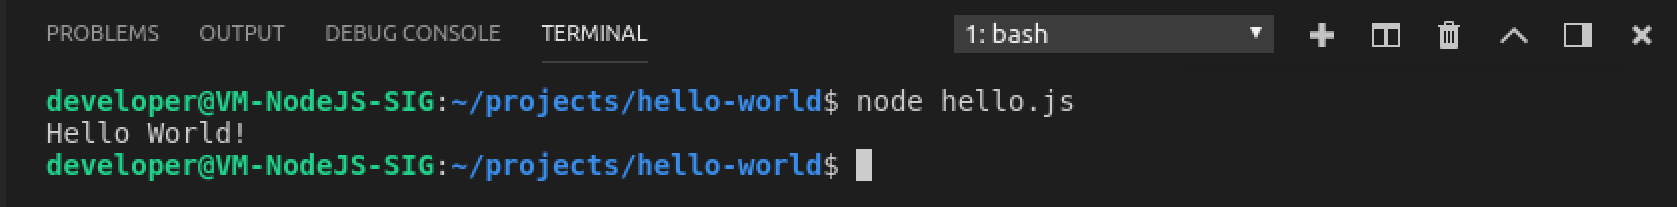 PROBLEMS OUTPUT DEBUG CONSOLE TERMINAL 1: bash
developer@VM-NodeJS-SIG:~/projects/hello-world$ node hello.js
Hello World!
developer@VM-NodeJS-SIG:~/projects/hello-world$